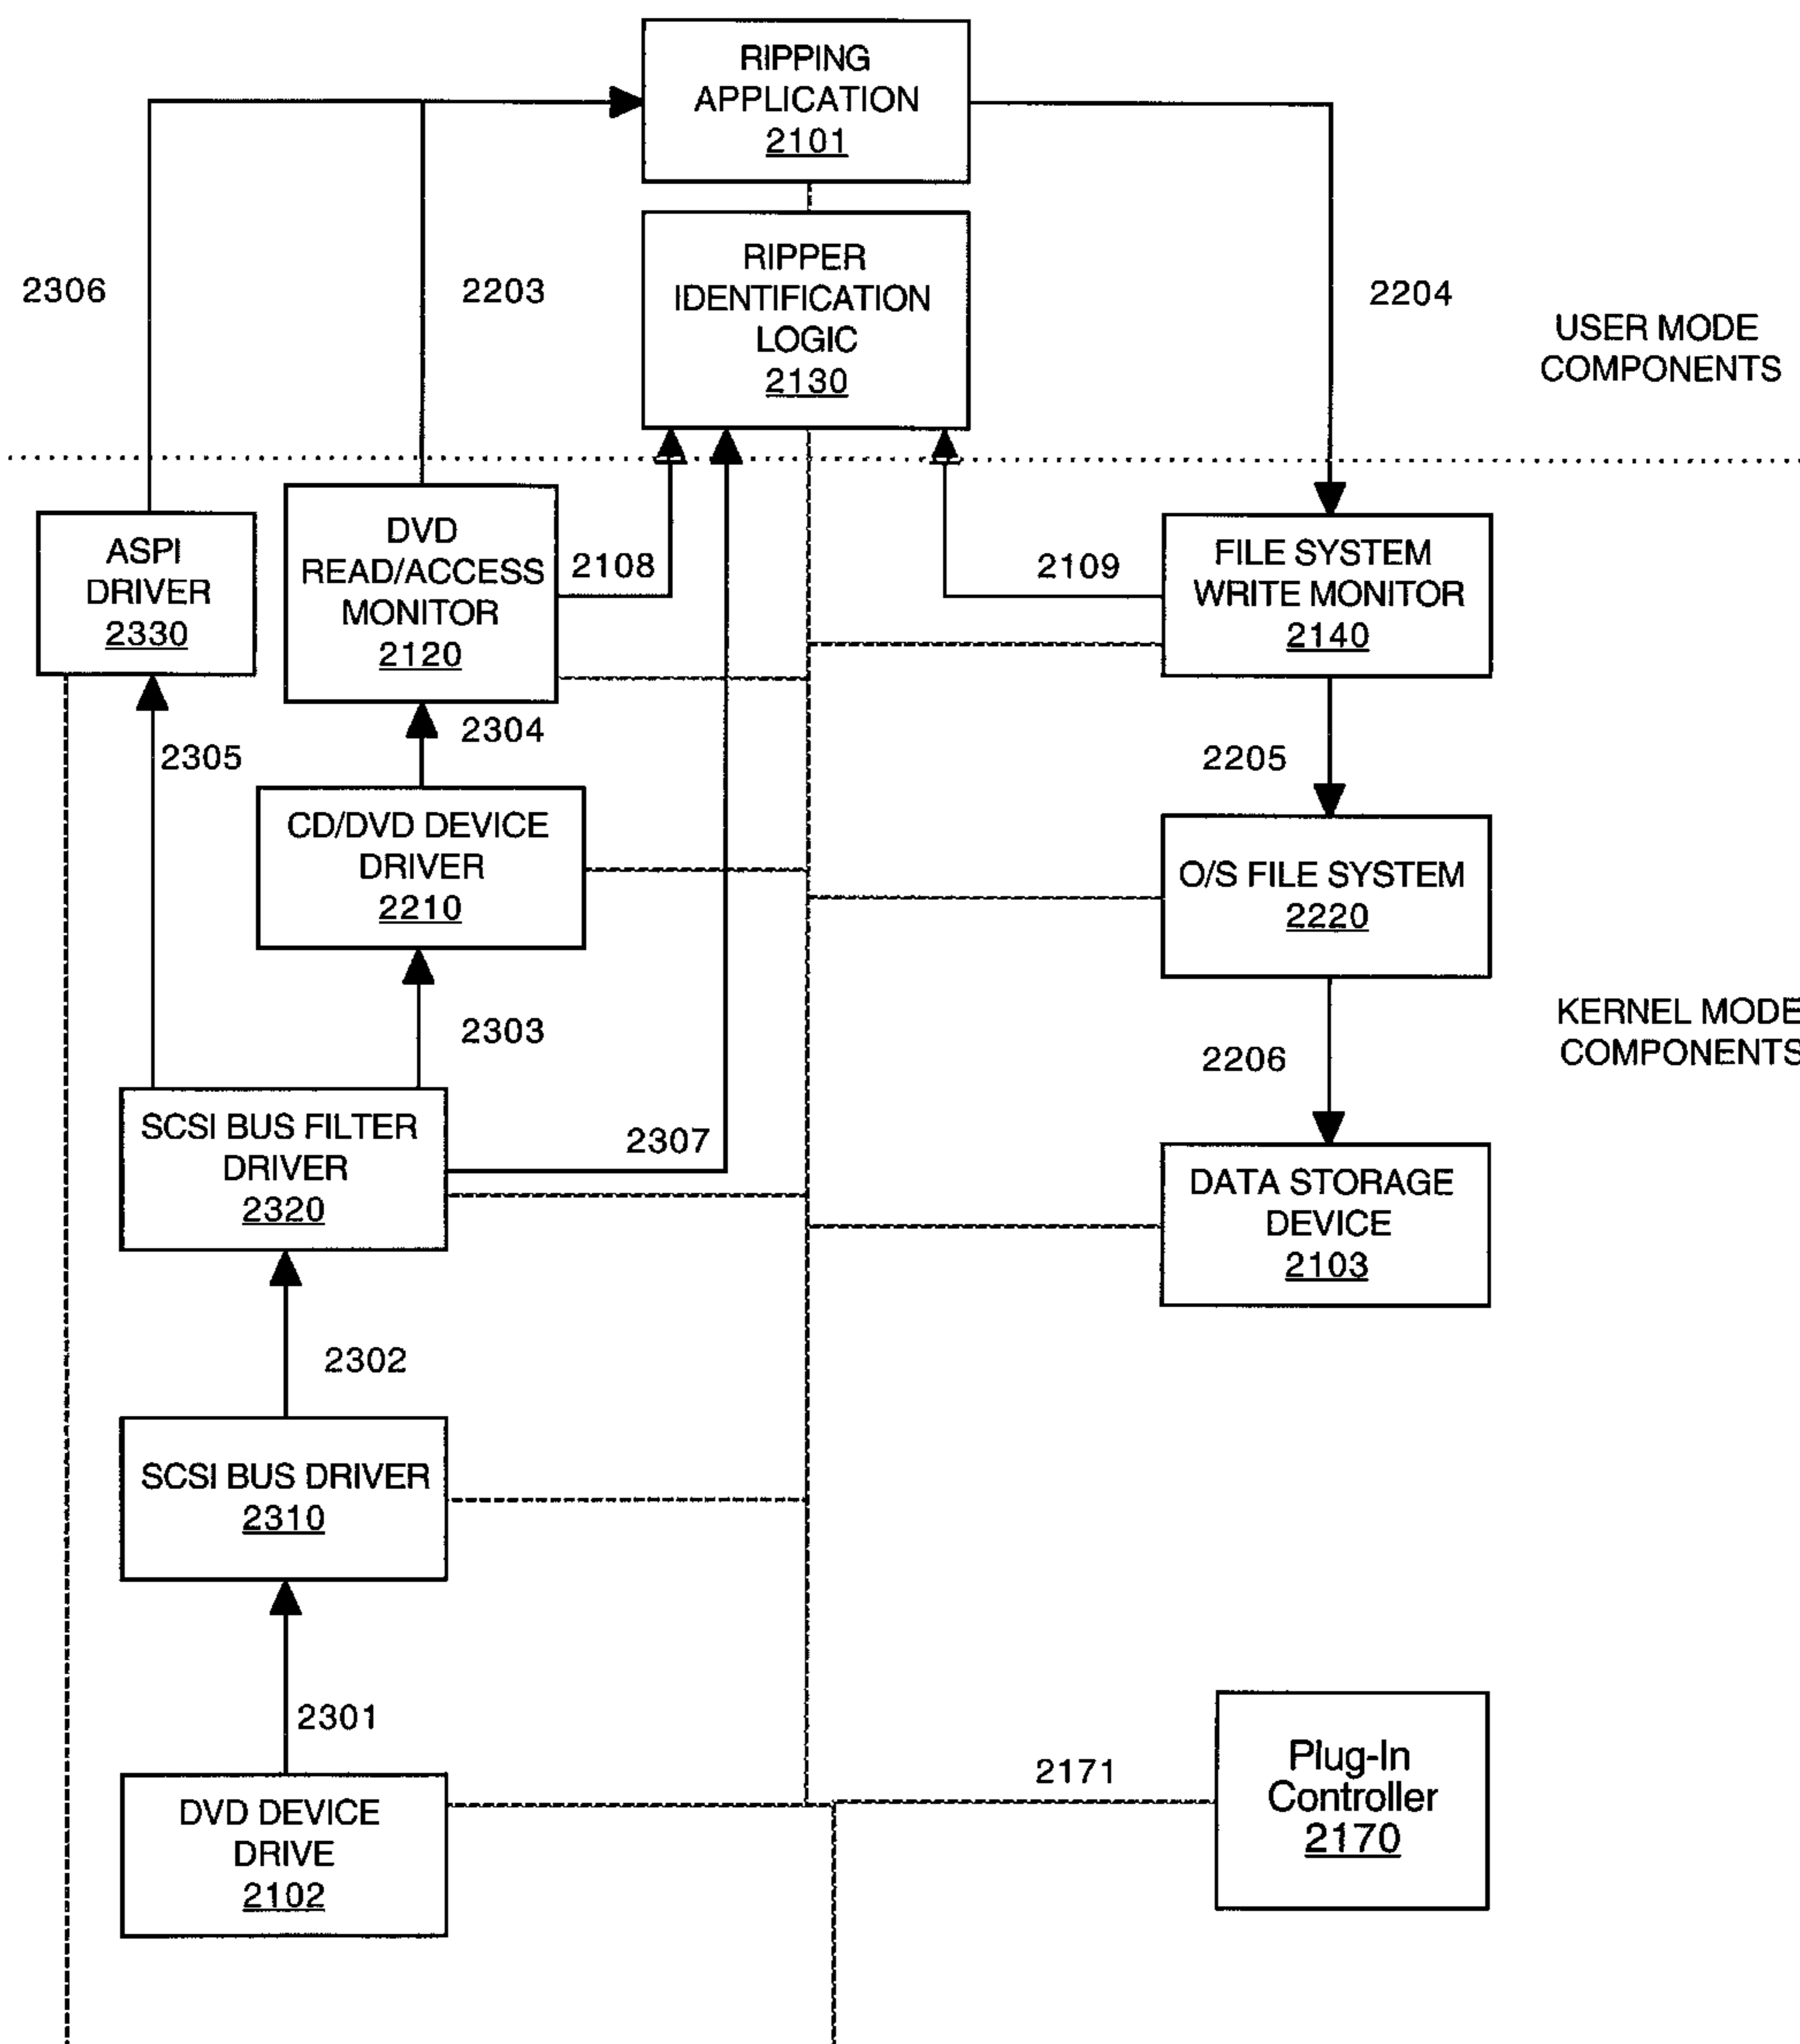 RIPPING
APPLICATION
2101
RIPPER
IDENTIFICATION
LOGIC
2130
2306
2203
2204
USER MODE
COMPONENTS
ASPI
DRIVER
2330
DVD
READ/ACCESS
MONITOR
2120
2108
2109
FILE SYSTEM
WRITE MONITOR
2140
2305
2304
2205
CD/DVD DEVICE
DRIVER
2210
O/S FILE SYSTEM
2220
2303
2206
KERNEL MODE
COMPONENTS
SCSI BUS FILTER
DRIVER
2320
2307
DATA STORAGE
DEVICE
2103
2302
SCSI BUS DRIVER
2310
2301
2171
Plug-In
Controller
2170
DVD DEVICE
DRIVE
2102